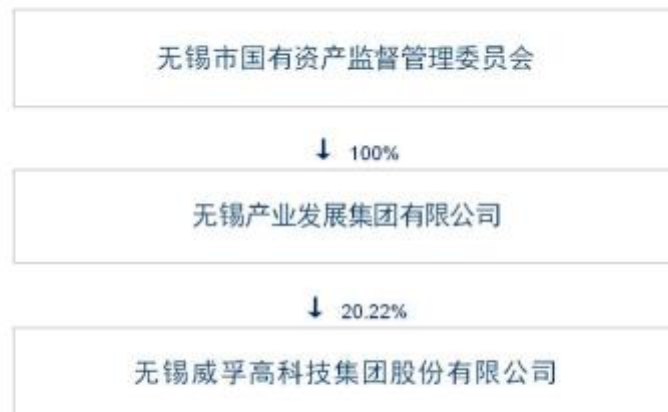 无锡市国有资产监督管理委员会
↓ 100%
无锡产业发展集团有限公司
↓ 20.22%
无锡威孚高科技集团股份有限公司